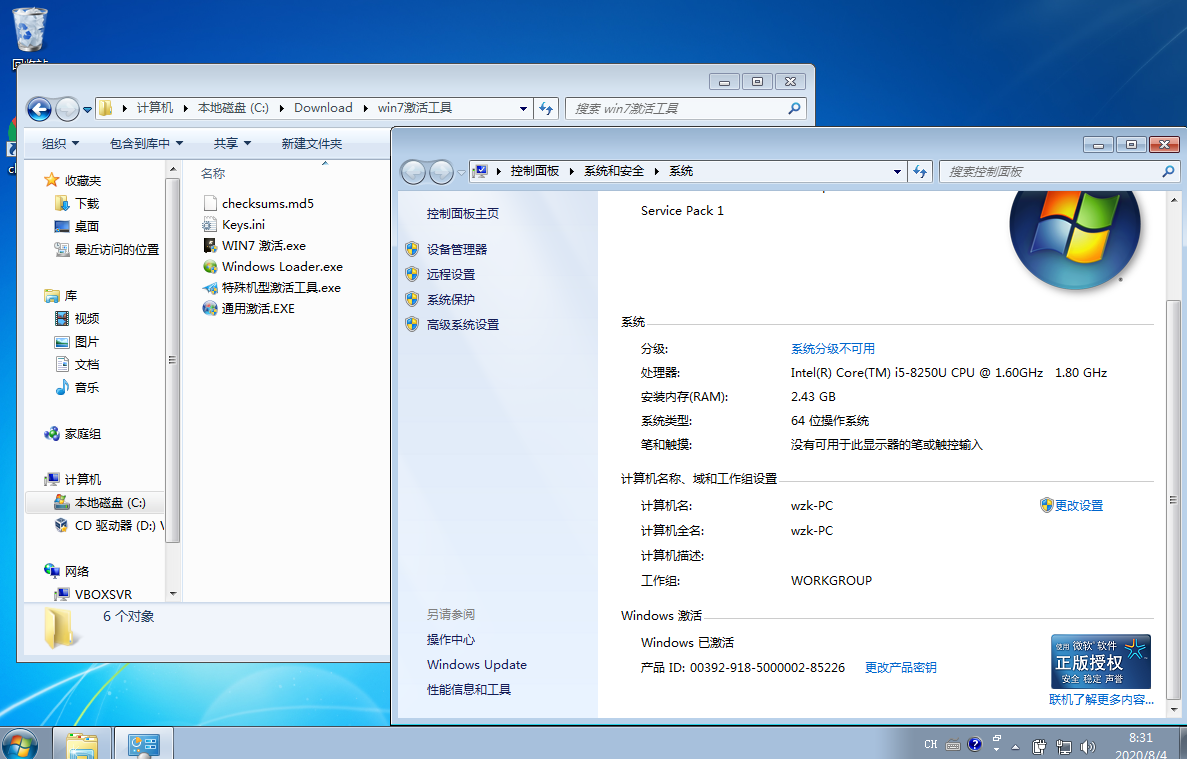 回收站
计算机 本地磁盘 (C:) Download win7激活工具
搜索 win7激活工具
组织 包含到库中 共享 新建文件夹
收藏夹
下载
桌面
最近访问的位置
库
视频
图片
文档
音乐
家庭组
计算机
本地磁盘 (C:)
CD 驱动器 (D:) V
网络
VBOXSVR
名称
checksums.md5
Keys.ini
WIN7 激活.exe
Windows Loader.exe
特殊机型激活工具.exe
通用激活.EXE
6 个对象
控制面板 系统和安全 系统
搜索控制面板
控制面板主页
设备管理器
远程设置
系统保护
高级系统设置
另请参阅
操作中心
Windows Update
性能信息和工具
Service Pack 1
系统
分级: 系统分级不可用
处理器: Intel(R) Core(TM) i5-8250U CPU @ 1.60GHz 1.80 GHz
安装内存(RAM): 2.43 GB
系统类型: 64 位操作系统
笔和触摸: 没有可用于此显示器的笔或触控输入
计算机名称、域和工作组设置
计算机名: wzk-PC 更改设置
计算机全名: wzk-PC
计算机描述:
工作组: WORKGROUP
Windows 激活
Windows 已激活
产品 ID: 00392-918-5000002-85226 更改产品密钥
使用 微软 软件
正版授权
安全 稳定 声誉
联机了解更多内容...
CH
8:31
2020/8/4